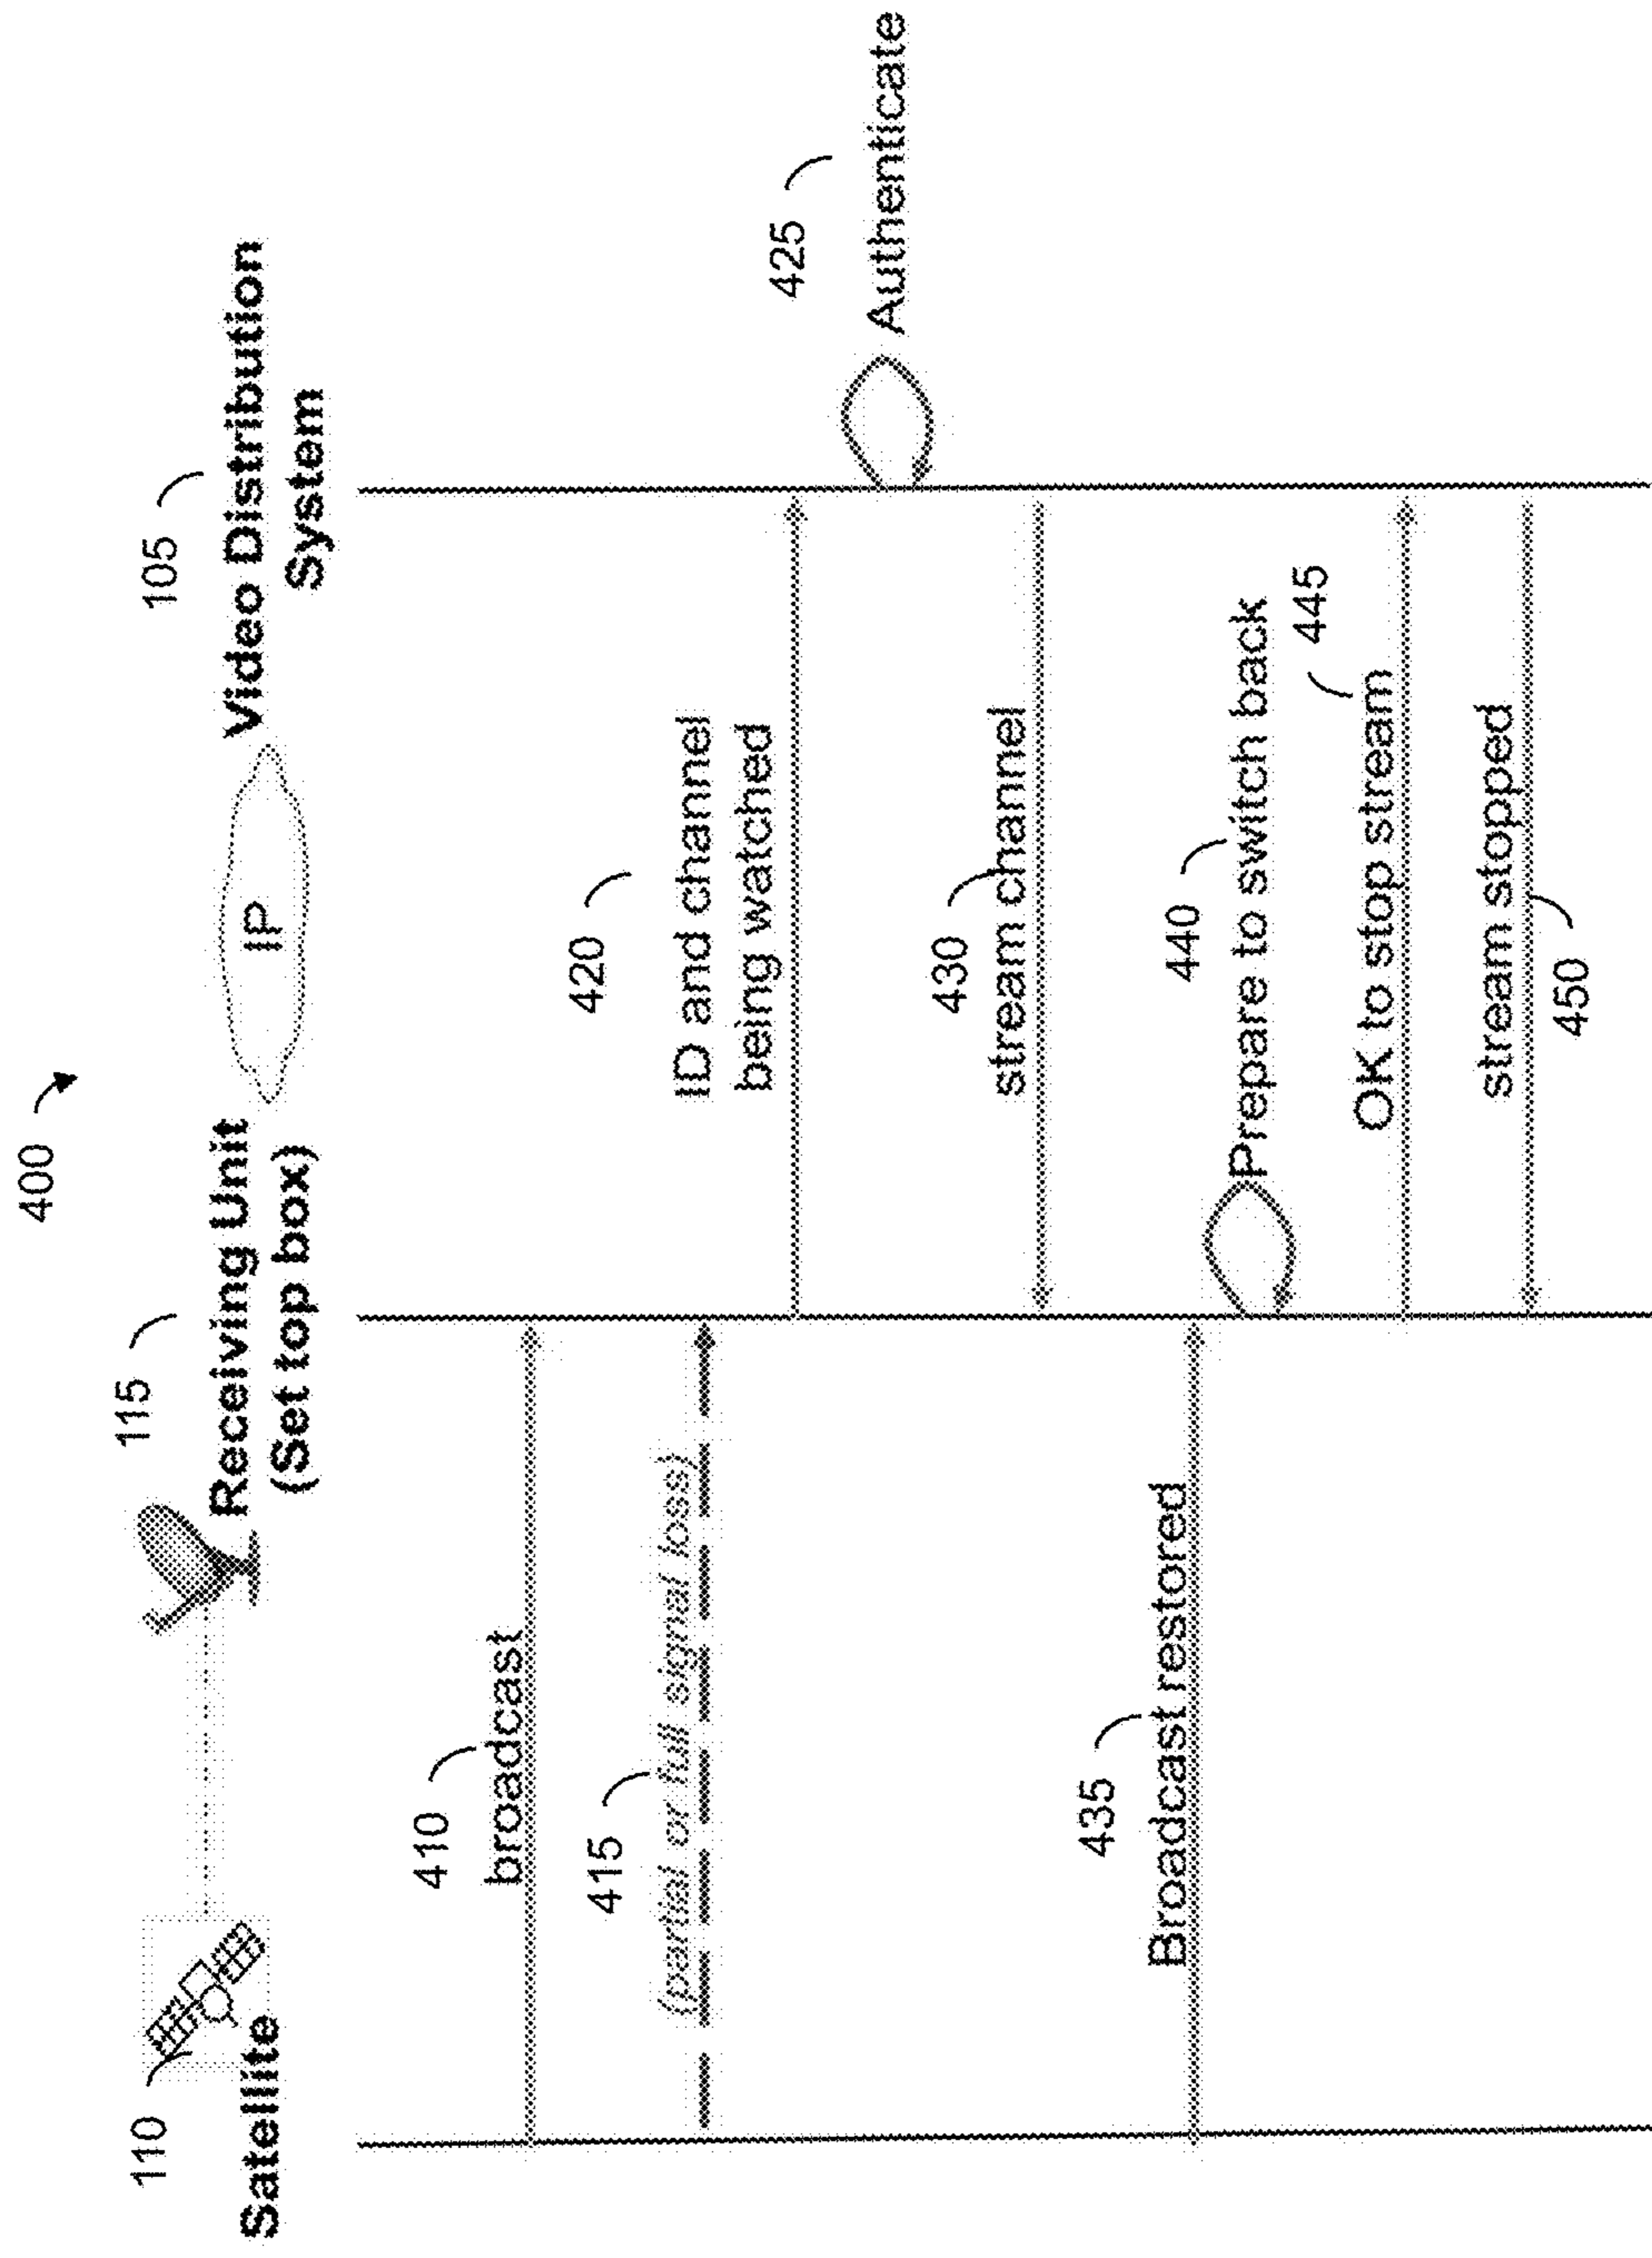 400
110
Satellite
115
Receiving Unit
(Set top box)
IP
105
Video Distribution
System
410
broadcast
415
(partial or full signal loss)
420
ID and channel
being watched
425
Authenticate
430
stream channel
435
Broadcast restored
440
Prepare to switch back
445
OK to stop stream
stream stopped
450